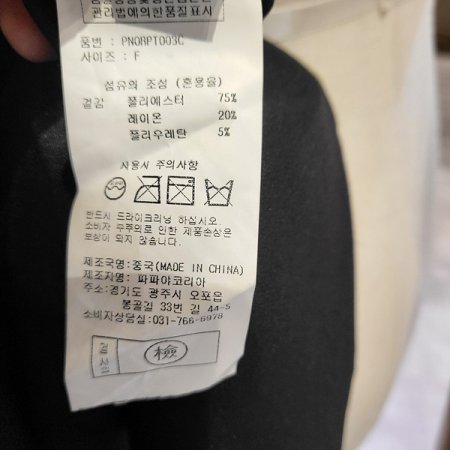 관리법에의한품질표시
품번 : PNORPT003C
사이즈 : F
섬유의 조성 (혼용율)
겉감 폴리에스터 75%
레이온 20%
폴리우레탄 5%
사용시 주의사항
반드시 드라이크리닝 하십시오.
소비자 부주의로 인한 제품손상은
보상이 되지 않습니다.
제조국명:중국(MADE IN CHINA)
제조자명: 파파야코리아
주소:경기도 광주시 오포읍
봉골길 33번 길 44-5
소비자상담실:031-766-6978
檢